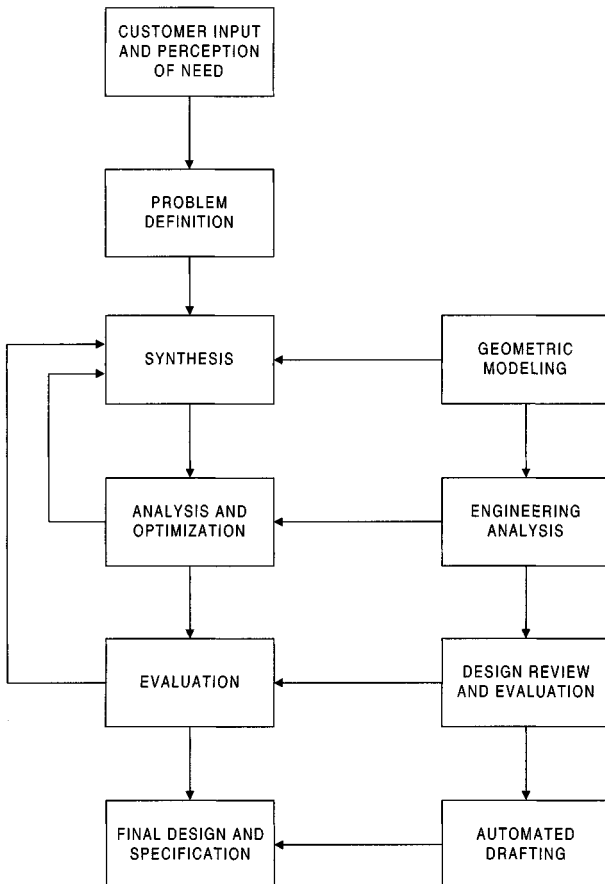 CUSTOMER INPUT
AND PERCEPTION
OF NEED
PROBLEM
DEFINITION
SYNTHESIS
GEOMETRIC
MODELING
ANALYSIS AND
OPTIMIZATION
ENGINEERING
ANALYSIS
EVALUATION
DESIGN REVIEW
AND EVALUATION
FINAL DESIGN AND
SPECIFICATION
AUTOMATED
DRAFTING